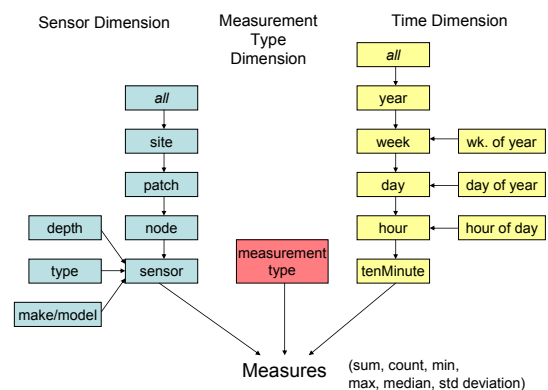 Sensor Dimension
Measurement
Type
Dimension
Time Dimension
all
site
patch
node
sensor
depth
type
make/model
measurement
type
all
year
week
wk. of year
day
day of year
hour
hour of day
tenMinute
Measures
(sum, count, min,
max, median, std deviation)